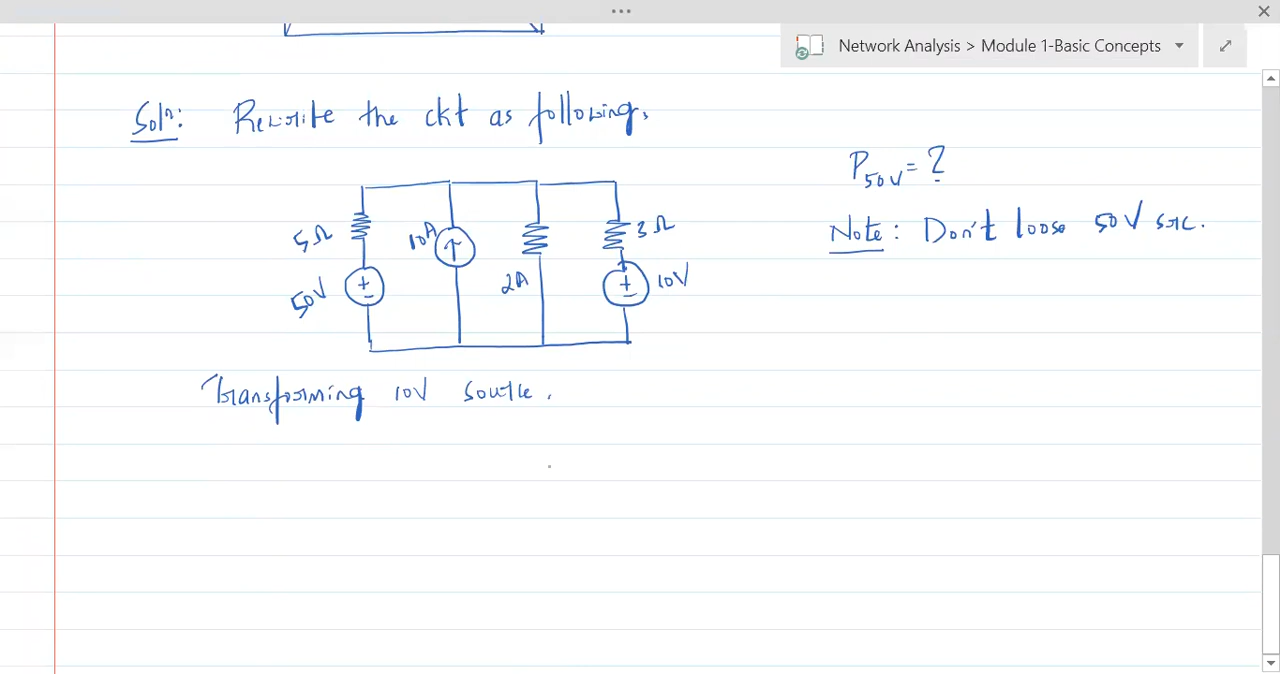 Network Analysis > Module 1-Basic Concepts
Solⁿ: Rewrite the ckt as following,
P50V = ?
Note: Don't loose 50V src.
5Ω
10A
3Ω
50V
+
-
2A
+
-
10V
Transforming 10V source.